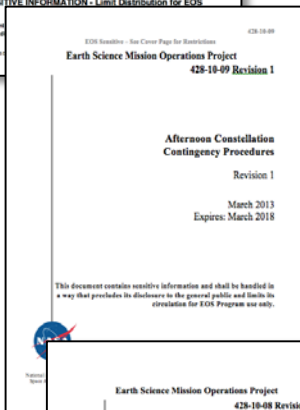 TIVE INFORMATION - Limit Distribution for EOS
428-10-09
EOS Sensitive - See Cover Page for Restrictions
Earth Science Mission Operations Project
428-10-09 Revision 1
Afternoon Constellation
Contingency Procedures
Revision 1
March 2013
Expires: March 2018
This document contains sensitive information and shall be handled in
a way that precludes its disclosure to the general public and limits its
circulation for EOS Program use only.
National
Space
Earth Science Mission Operations Project
428-10-08 Revisio